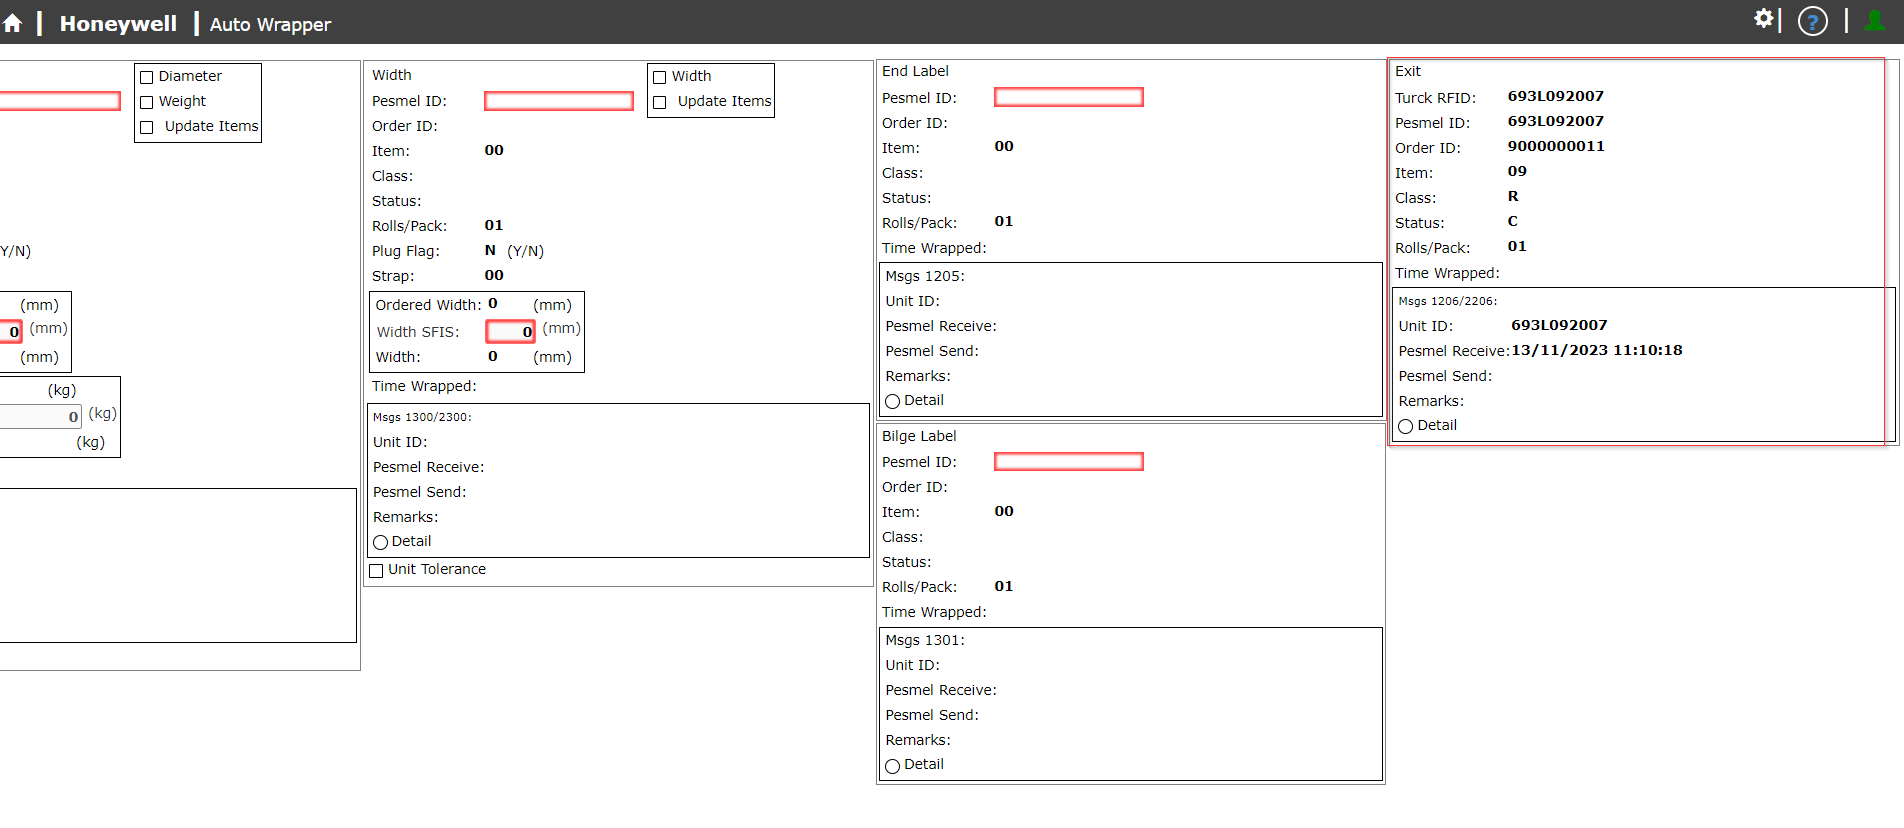 Honeywell Auto Wrapper ?
Diameter
Weight
Update Items
Y/N)
(mm)
0 (mm)
(mm)
(kg)
0 (kg)
(kg)
Width
Width
Update Items
Pesmel ID:
Order ID:
Item: 00
Class:
Status:
Rolls/Pack: 01
Plug Flag: N (Y/N)
Strap: 00
Ordered Width: 0 (mm)
Width SFIS: 0 (mm)
Width: 0 (mm)
Time Wrapped:
Msgs 1300/2300:
Unit ID:
Pesmel Receive:
Pesmel Send:
Remarks:
Detail
Unit Tolerance
End Label
Pesmel ID:
Order ID:
Item: 00
Class:
Status:
Rolls/Pack: 01
Time Wrapped:
Msgs 1205:
Unit ID:
Pesmel Receive:
Pesmel Send:
Remarks:
Detail
Bilge Label
Pesmel ID:
Order ID:
Item: 00
Class:
Status:
Rolls/Pack: 01
Time Wrapped:
Msgs 1301:
Unit ID:
Pesmel Receive:
Pesmel Send:
Remarks:
Detail
Exit
Turck RFID: 693L092007
Pesmel ID: 693L092007
Order ID: 9000000011
Item: 09
Class: R
Status: C
Rolls/Pack: 01
Time Wrapped:
Msgs 1206/2206:
Unit ID: 693L092007
Pesmel Receive: 13/11/2023 11:10:18
Pesmel Send:
Remarks:
Detail